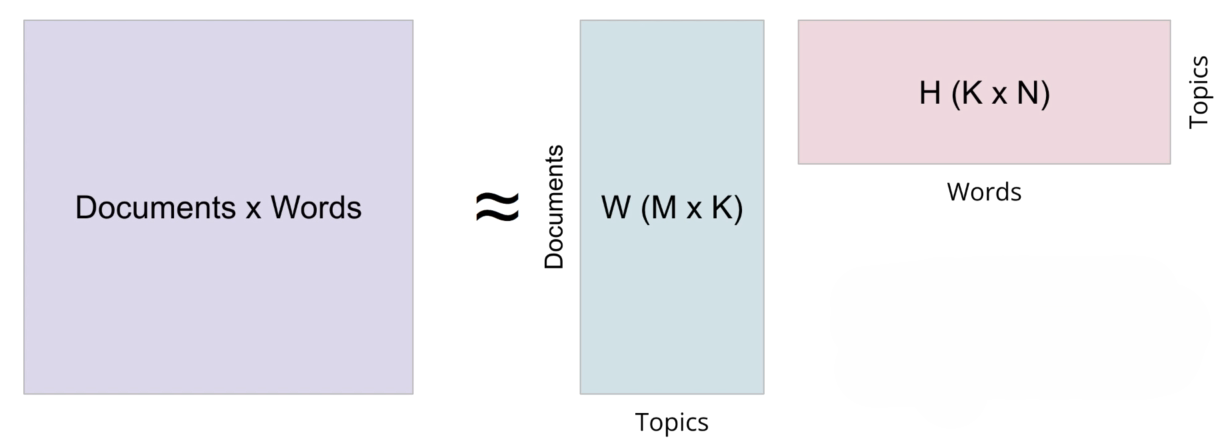 Documents x Words
≈
Documents
W (M x K)
Topics
H (K x N)
Words
Topics